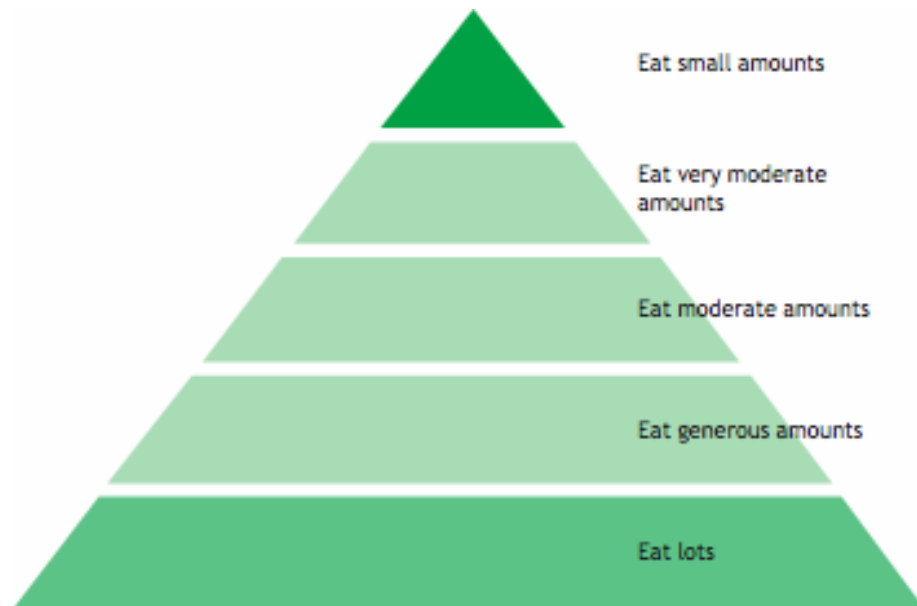 Eat small amounts
Eat very moderate
amounts
Eat moderate amounts
Eat generous amounts
Eat lots